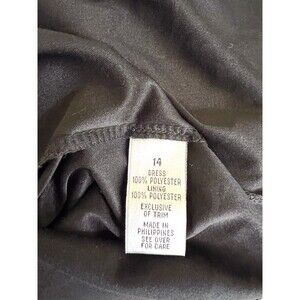 14
DRESS
100% POLYESTER
LINING
100% POLYESTER
EXCLUSIVE
OF TRIM
MADE IN
PHILIPPINES
SEE OVER
FOR CARE